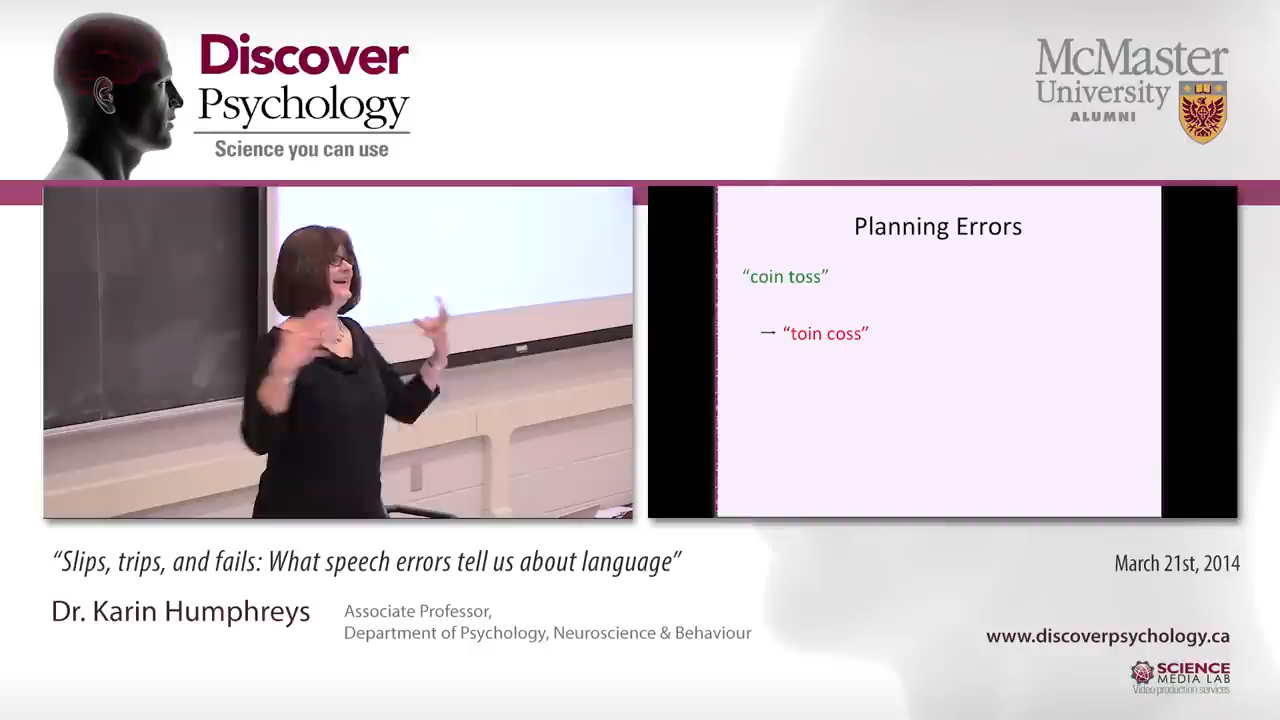 Discover
Psychology
Science you can use
McMaster
University
ALUMNI
Planning Errors
“coin toss”
→ “toin coss”
“Slips, trips, and fails: What speech errors tell us about language”
March 21st, 2014
Dr. Karin Humphreys
Associate Professor,
Department of Psychology, Neuroscience & Behaviour
www.discoverpsychology.ca
SCIENCE
MEDIA LAB
Video production services